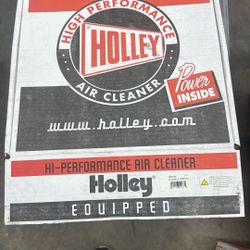 HIGH PERFORMANCE
HOLLEY
AIR CLEANER
Power
INSIDE
www.holley.com
HI-PERFORMANCE AIR CLEANER
Holley
EQUIPPED